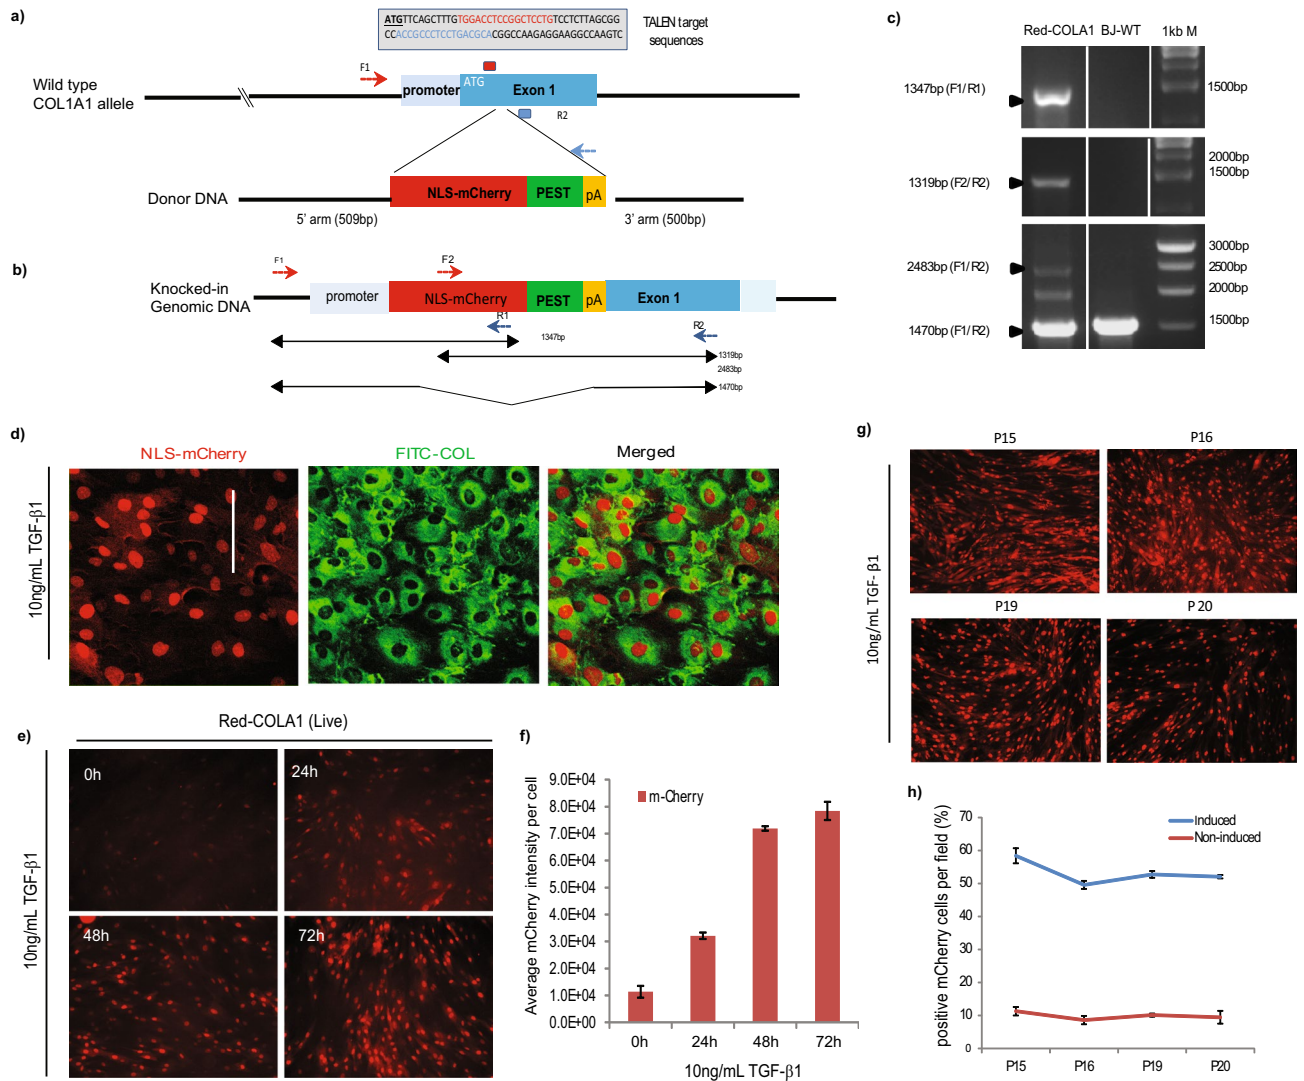 a)
ATGTTCAGCTTTGTGGACCTCCGGCTCCTGTCCTCTTAGCGG
CCACCGCCCTCCTGACGCACGGCCAAGAGGAAGGCCAAGTC
TALEN target
sequences
F1
Wild type
COL1A1 allele
promoter
ATG
Exon 1
R2
Donor DNA
NLS-mCherry
PEST
pA
5' arm (509bp)
3' arm (500bp)
b)
F1
F2
Knocked-in
Genomic DNA
promoter
NLS-mCherry
PEST
pA
Exon 1
R1
R2
1347bp
1319bp
2483bp
1470bp
c)
Red-COLA1 BJ-WT 1kb M
1347bp (F1/R1)
1500bp
1319bp (F2/R2)
2000bp
1500bp
2483bp (F1/R2)
1470bp (F1/R2)
3000bp
2500bp
2000bp
1500bp
d)
NLS-mCherry FITC-COL Merged
10ng/mL TGF-β1
e)
Red-COLA1 (Live)
10ng/mL TGF-β1
0h
24h
48h
72h
f)
Average mCherry intensity per cell
9.0E+04
8.0E+04
7.0E+04
6.0E+04
5.0E+04
4.0E+04
3.0E+04
2.0E+04
1.0E+04
0.0E+00
m-Cherry
0h 24h 48h 72h
10ng/mL TGF-β1
g)
10ng/mL TGF- β1
P15 P16
P19 P 20
h)
positive mCherry cells per field (%)
70
60
50
40
30
20
10
0
Induced
Non-induced
P15 P16 P19 P20